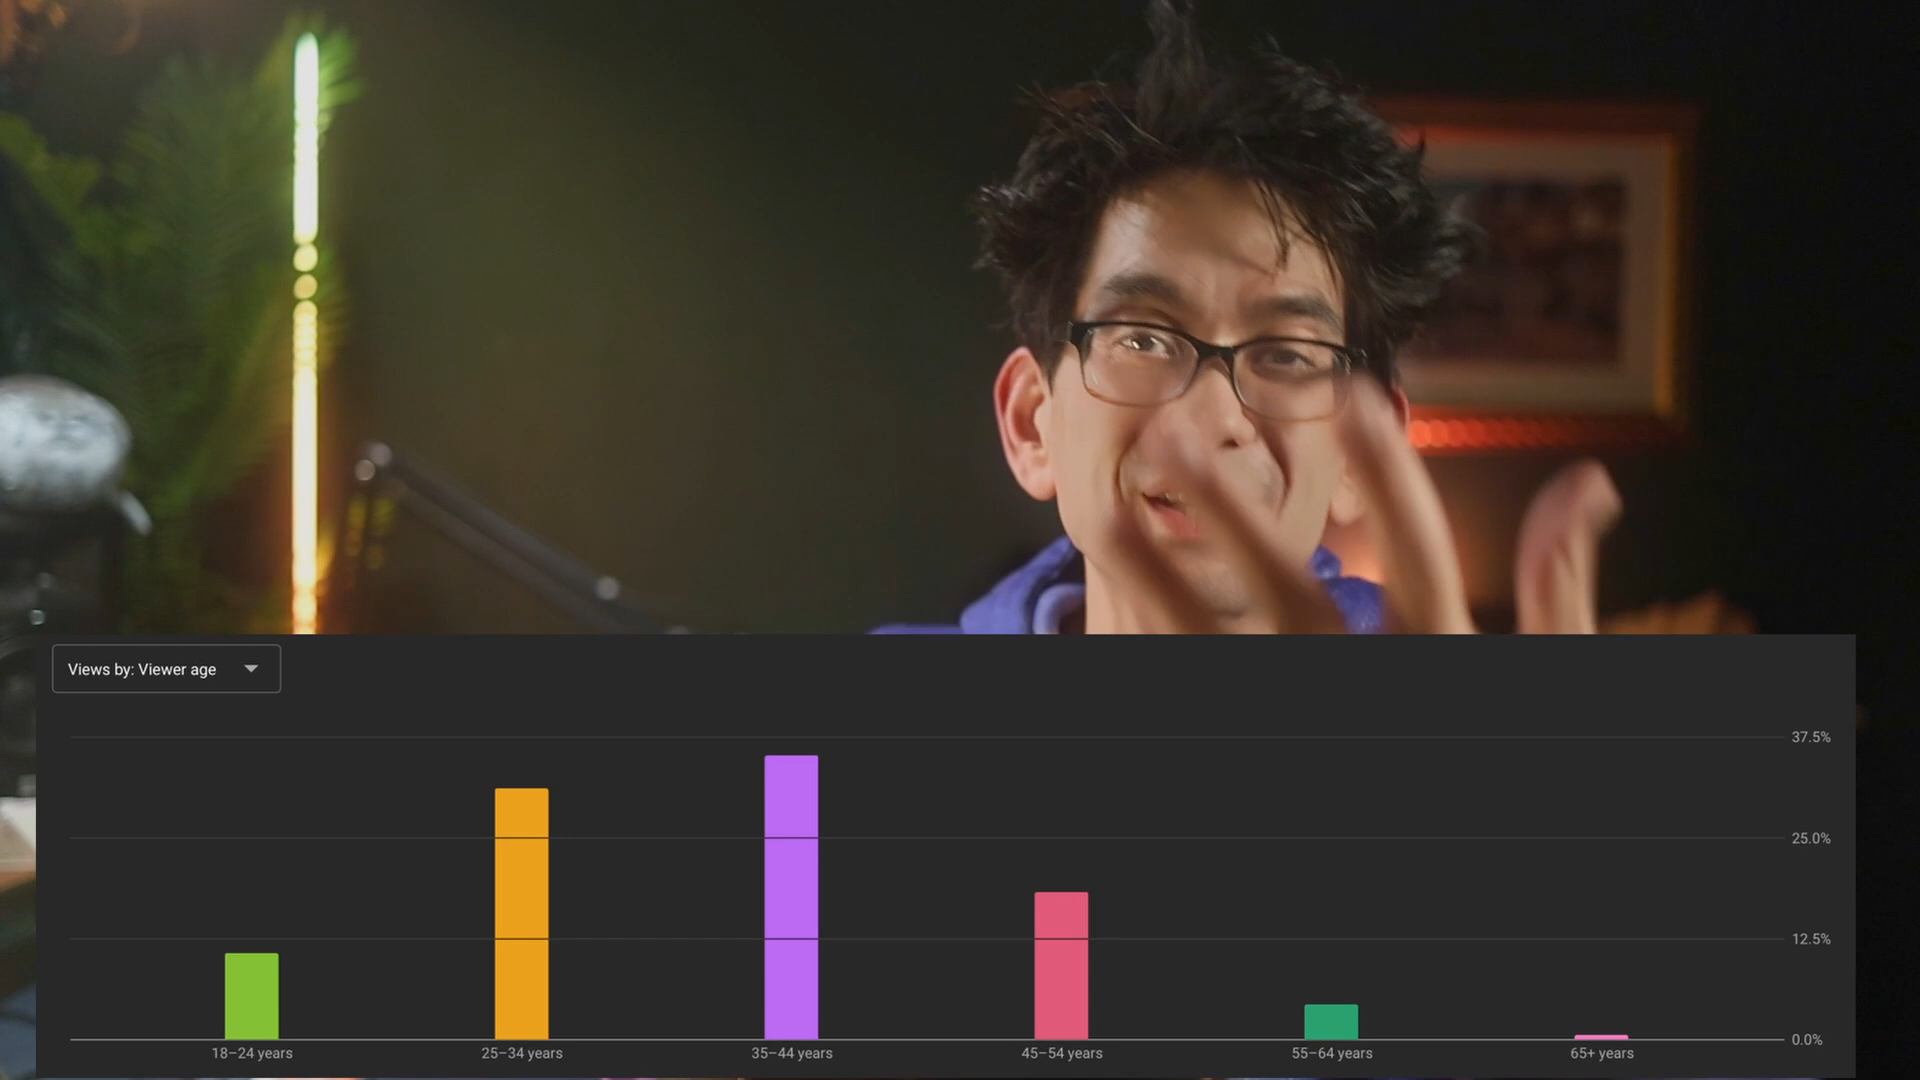 Views by: Viewer age
37.5%
25.0%
12.5%
0.0%
18–24 years
25–34 years
35–44 years
45–54 years
55–64 years
65+ years